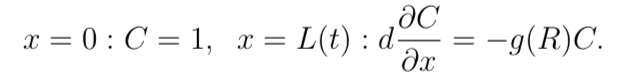 x = 0 : C = 1, x = L(t) : d ∂C/∂x = −g(R)C.